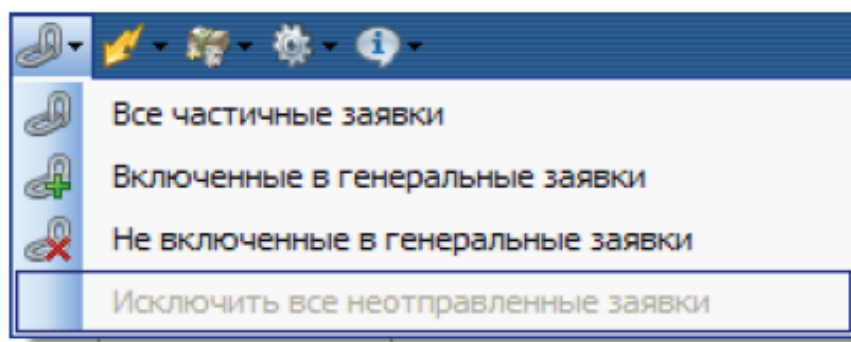 Все частичные заявки
Включенные в генеральные заявки
Не включенные в генеральные заявки
Исключить все неотправленные заявки